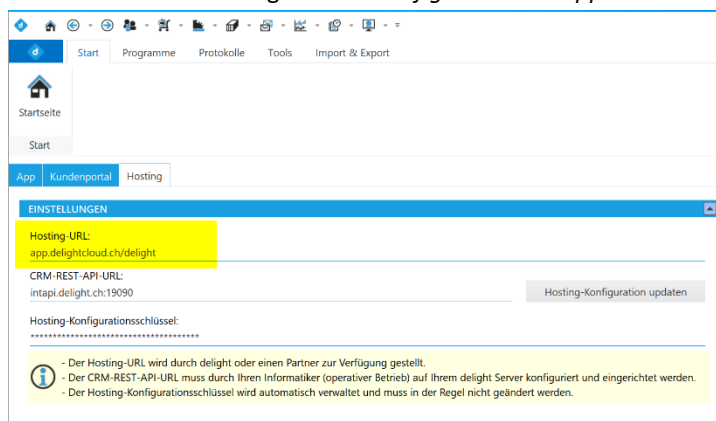 Start Programme Protokolle Tools Import & Export
Startseite
Start
App Kundenportal Hosting
EINSTELLUNGEN
Hosting-URL:
app.delightcloud.ch/delight
CRM-REST-API-URL:
intapi.delight.ch:19090
Hosting-Konfiguration updaten
Hosting-Konfigurationsschlüssel:
**************************************
- Der Hosting-URL wird durch delight oder einen Partner zur Verfügung gestellt.
- Der CRM-REST-API-URL muss durch Ihren Informatiker (operativer Betrieb) auf Ihrem delight Server konfiguriert und eingerichtet werden.
- Der Hosting-Konfigurationsschlüssel wird automatisch verwaltet und muss in der Regel nicht geändert werden.